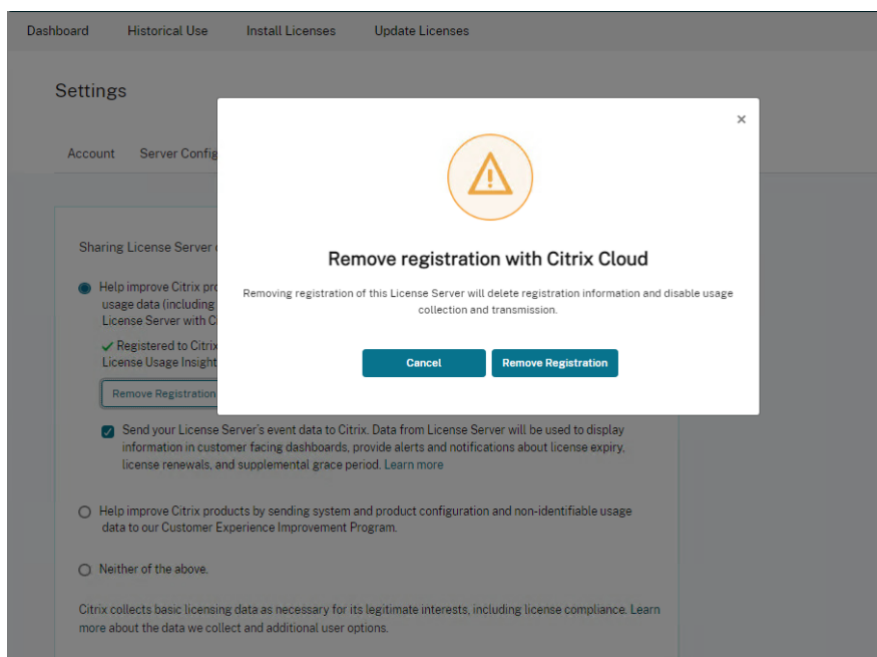 Dashboard Historical Use Install Licenses Update Licenses
Settings
Account Server Config
×
Remove registration with Citrix Cloud
Removing registration of this License Server will delete registration information and disable usage
collection and transmission.
Cancel Remove Registration
Sharing License Server
Help improve Citrix pro
usage data (including
License Server with C
Registered to Citrix
License Usage Insight
Remove Registration
Send your License Server's event data to Citrix. Data from License Server will be used to display
information in customer facing dashboards, provide alerts and notifications about license expiry,
license renewals, and supplemental grace period. Learn more
Help improve Citrix products by sending system and product configuration and non-identifiable usage
data to our Customer Experience Improvement Program.
Neither of the above.
Citrix collects basic licensing data as necessary for its legitimate interests, including license compliance. Learn
more about the data we collect and additional user options.